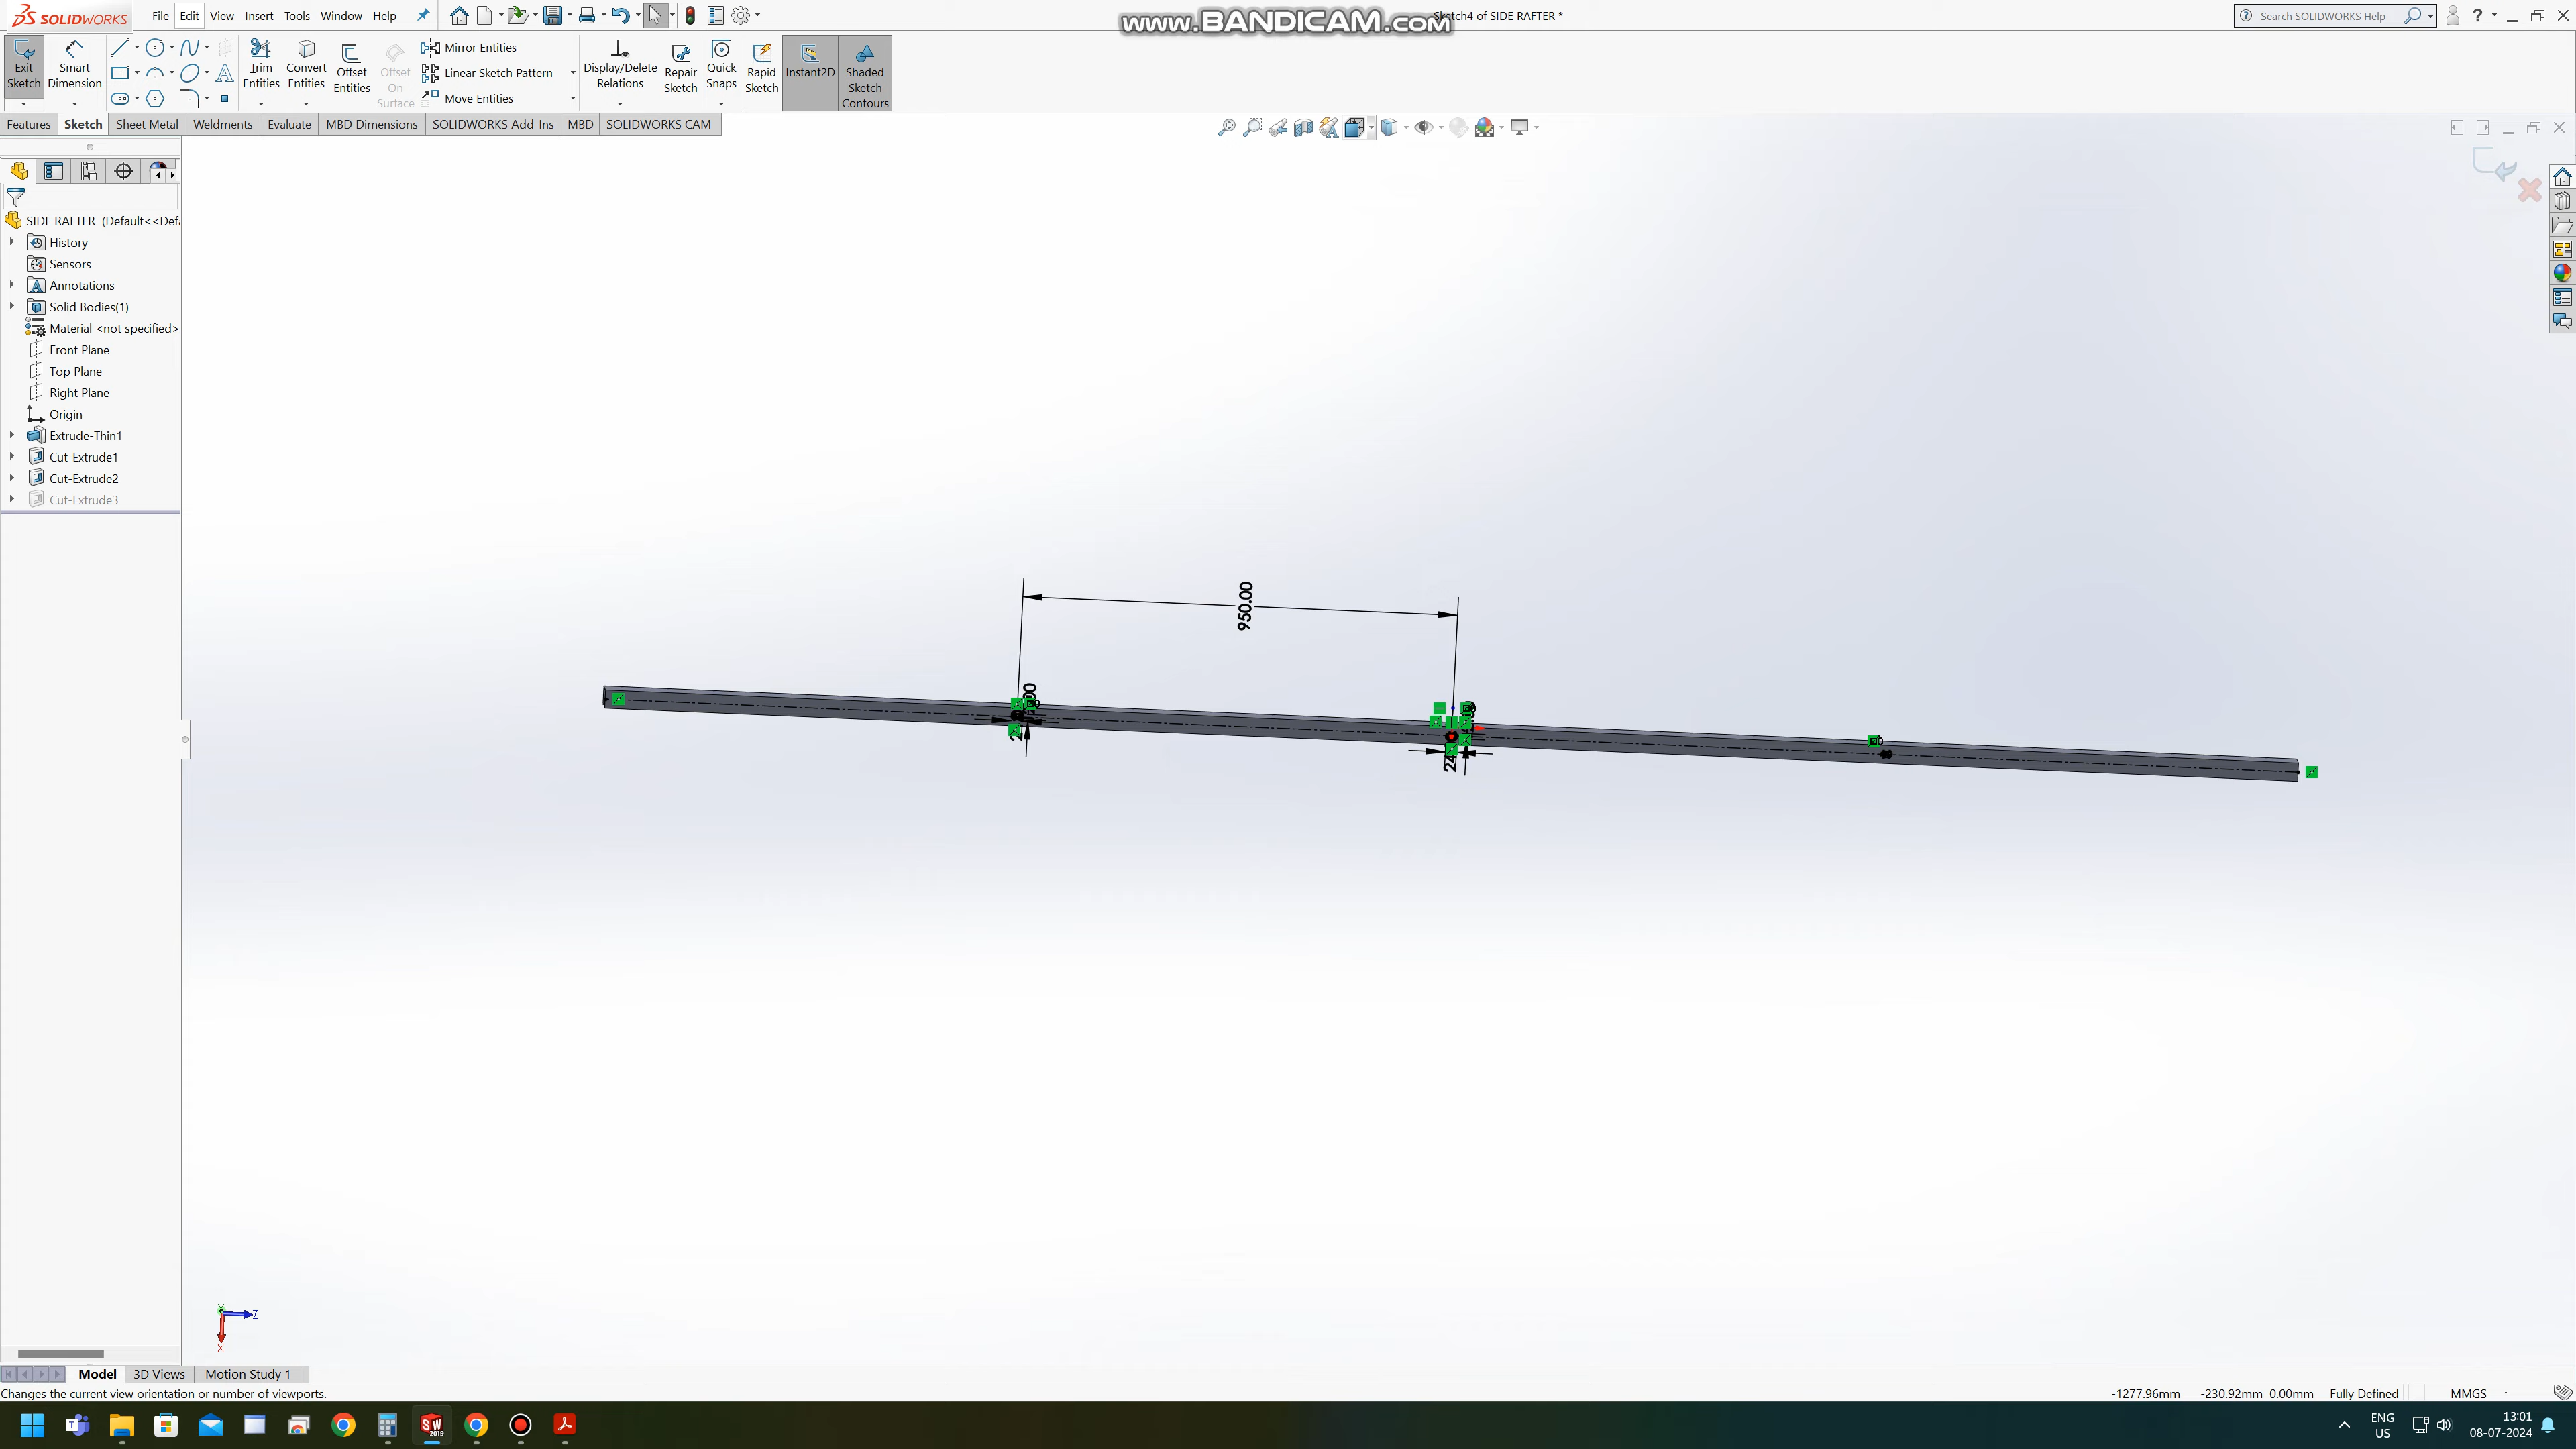 SOLIDWORKS
File Edit View Insert Tools Window Help
www.BANDICAM.com
Sketch4 of SIDE RAFTER *
Search SOLIDWORKS Help
Exit Sketch
Smart Dimension
Trim Entities
Convert Entities
Offset Entities
Offset On Surface
Mirror Entities
Linear Sketch Pattern
Move Entities
Display/Delete Relations
Repair Sketch
Quick Snaps
Rapid Sketch
Instant2D
Shaded Sketch Contours
Features Sketch Sheet Metal Weldments Evaluate MBD Dimensions SOLIDWORKS Add-Ins MBD SOLIDWORKS CAM
SIDE RAFTER (Default<<Def
History
Sensors
Annotations
Solid Bodies(1)
Material <not specified>
Front Plane
Top Plane
Right Plane
Origin
Extrude-Thin1
Cut-Extrude1
Cut-Extrude2
Cut-Extrude3
950.00
Z
X
Model 3D Views Motion Study 1
Changes the current view orientation or number of viewports.
-1277.96mm -230.92mm 0.00mm Fully Defined MMGS
ENG
US
13:01
08-07-2024